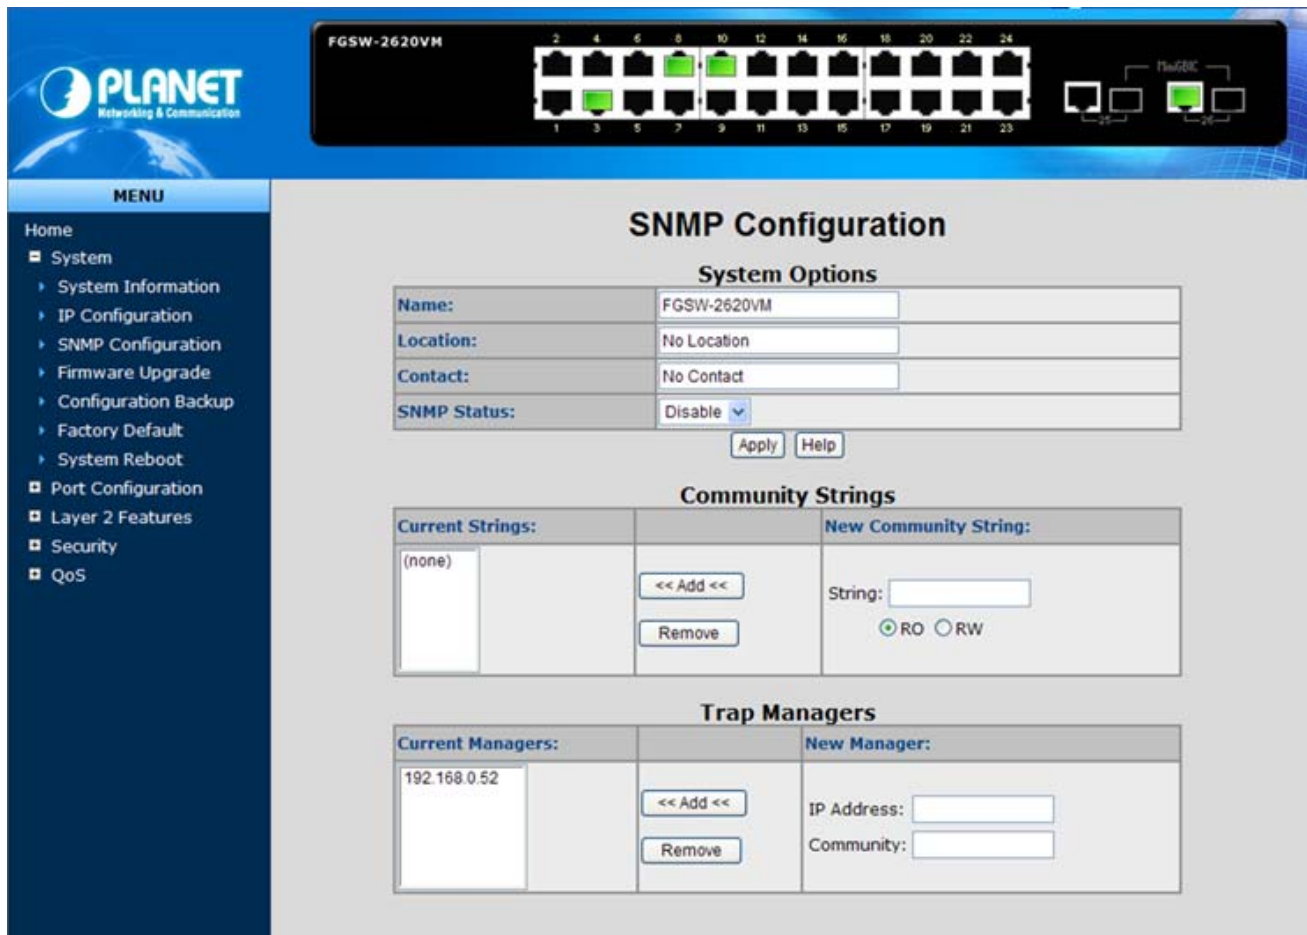 FGSW-2620VM
2 4 6 8 10 12 14 16 18 20 22 24
MiniGBIC
PLANET
Networking & Communication
25 26
1 3 5 7 9 11 13 15 17 19 21 23
MENU
Home
System
System Information
IP Configuration
SNMP Configuration
Firmware Upgrade
Configuration Backup
Factory Default
System Reboot
Port Configuration
Layer 2 Features
Security
QoS
SNMP Configuration
System Options
Name: FGSW-2620VM
Location: No Location
Contact: No Contact
SNMP Status: Disable
Apply Help
Community Strings
Current Strings: New Community String:
(none)
<< Add <<
String:
Remove
RO RW
Trap Managers
Current Managers: New Manager:
192.168.0.52
<< Add <<
IP Address:
Remove
Community: